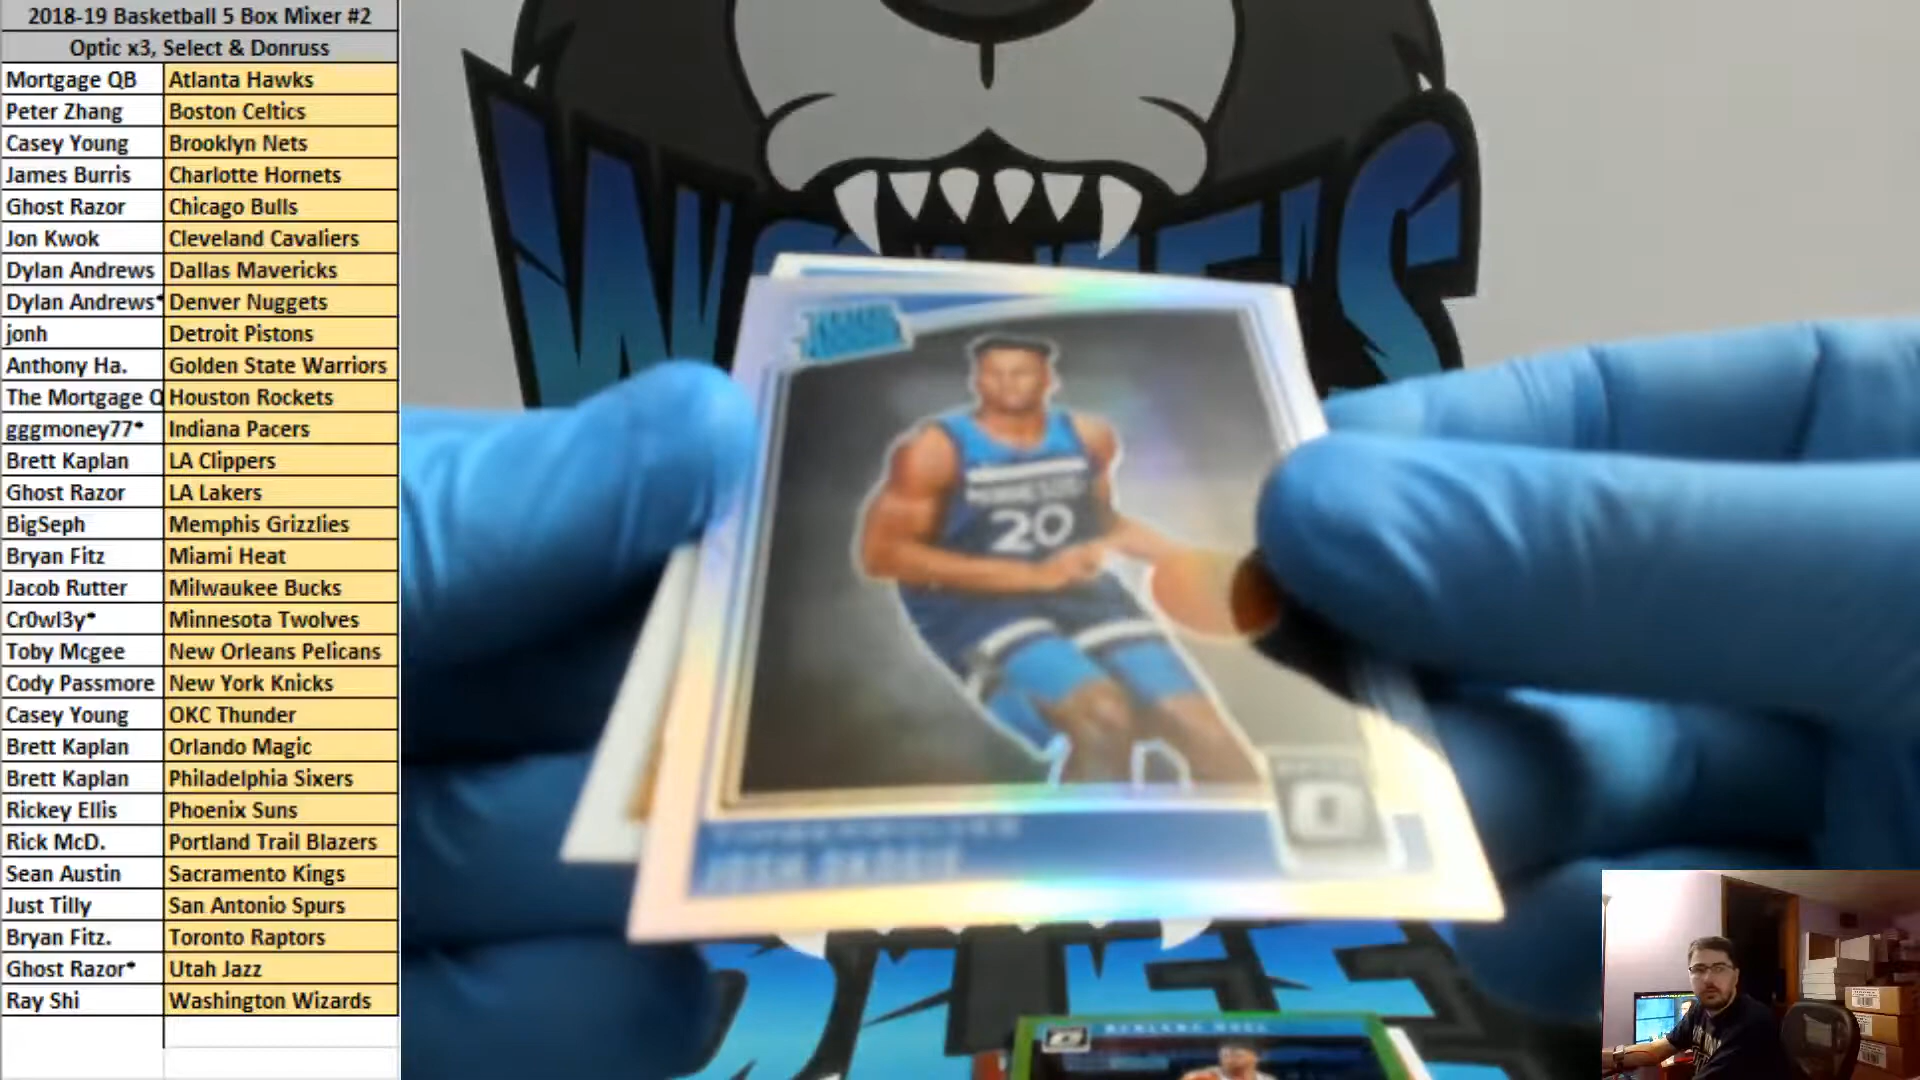 2018-19 Basketball 5 Box Mixer #2
Optic x3, Select & Donruss
Mortgage QB Atlanta Hawks
Peter Zhang Boston Celtics
Casey Young Brooklyn Nets
James Burris Charlotte Hornets
Ghost Razor Chicago Bulls
Jon Kwok Cleveland Cavaliers
Dylan Andrews Dallas Mavericks
Dylan Andrews* Denver Nuggets
jonh Detroit Pistons
Anthony Ha. Golden State Warriors
The Mortgage Q Houston Rockets
gggmoney77* Indiana Pacers
Brett Kaplan LA Clippers
Ghost Razor LA Lakers
BigSeph Memphis Grizzlies
Bryan Fitz Miami Heat
Jacob Rutter Milwaukee Bucks
Cr0wl3y* Minnesota Twolves
Toby Mcgee New Orleans Pelicans
Cody Passmore New York Knicks
Casey Young OKC Thunder
Brett Kaplan Orlando Magic
Brett Kaplan Philadelphia Sixers
Rickey Ellis Phoenix Suns
Rick McD. Portland Trail Blazers
Sean Austin Sacramento Kings
Just Tilly San Antonio Spurs
Bryan Fitz. Toronto Raptors
Ghost Razor* Utah Jazz
Ray Shi Washington Wizards
20
JOSH OKOGIE